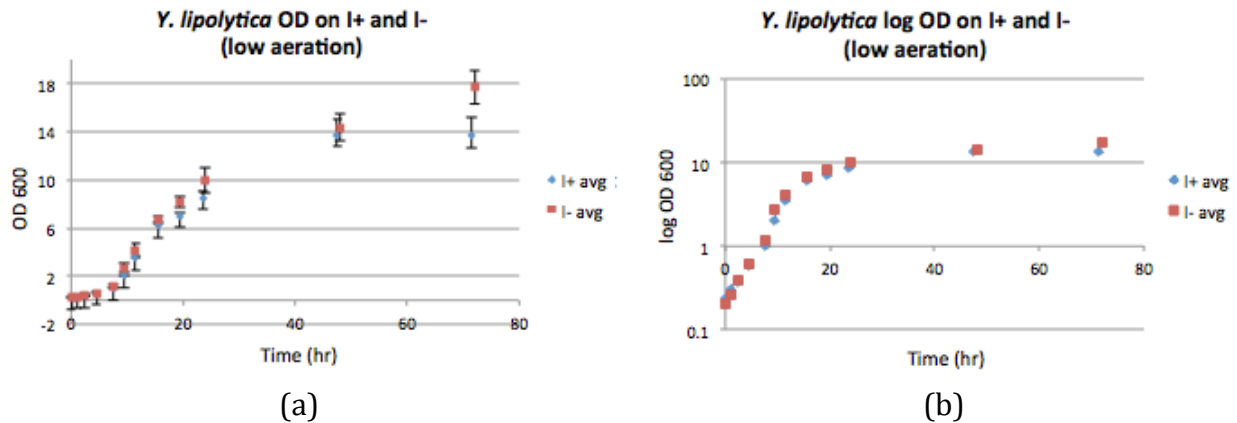 Y. lipolytica OD on I+ and I-
(low aeration)
18
14
10
6
2
-2
OD 600
0
20
40
60
80
Time (hr)
I+ avg
I- avg
(a)
Y. lipolytica log OD on I+ and I-
(low aeration)
100
10
1
0.1
log OD 600
0
20
40
60
80
Time (hr)
I+ avg
I- avg
(b)